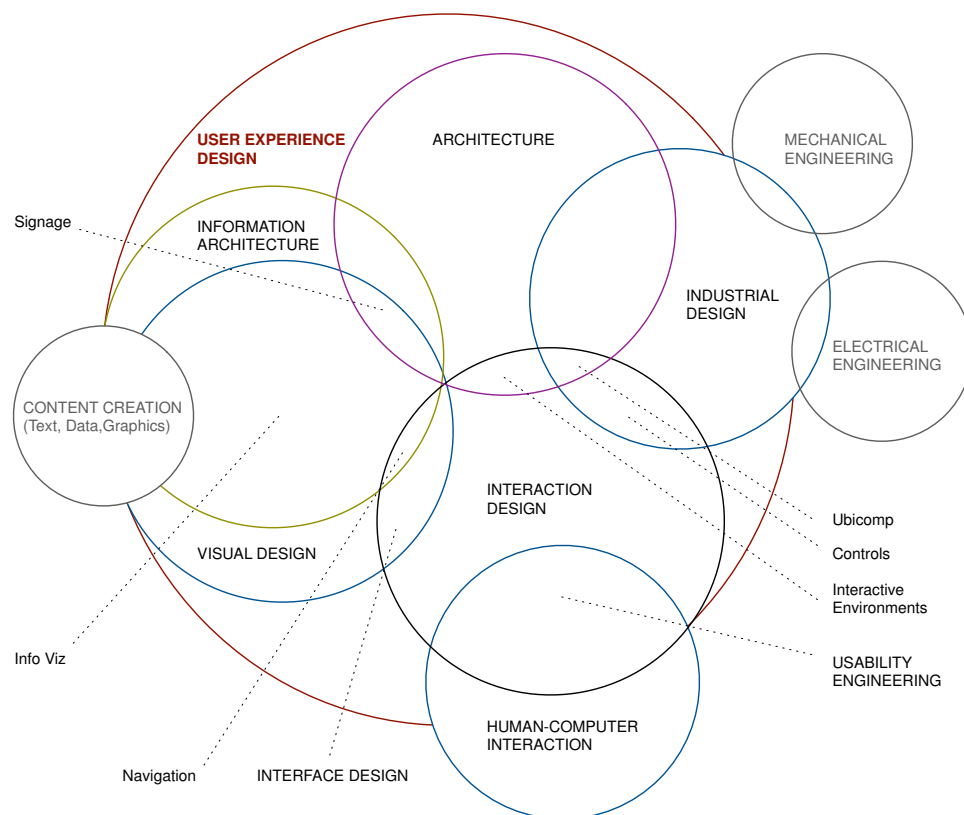 USER EXPERIENCE
DESIGN
ARCHITECTURE
MECHANICAL
ENGINEERING
Signage
INFORMATION
ARCHITECTURE
INDUSTRIAL
DESIGN
ELECTRICAL
ENGINEERING
CONTENT CREATION
(Text, Data,Graphics)
INTERACTION
DESIGN
VISUAL DESIGN
Ubicomp
Controls
Interactive
Environments
Info Viz
USABILITY
ENGINEERING
HUMAN-COMPUTER
INTERACTION
Navigation
INTERFACE DESIGN